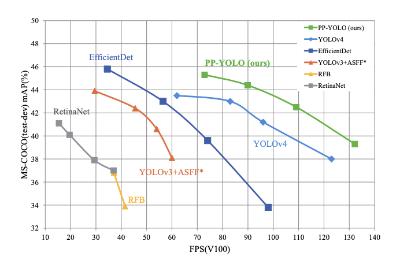 50
48
46
44
42
40
38
36
34
32
MS-COCO(test-dev) mAP(%)
10
20
30
40
50
60
70
80
90
100
110
120
130
140
FPS(V100)
EfficientDet
PP-YOLO (ours)
RetinaNet
YOLOv4
YOLOv3+ASFF*
RFB
PP-YOLO (ours)
YOLOv4
EfficientDet
YOLOv3+ASFF*
RFB
RetinaNet